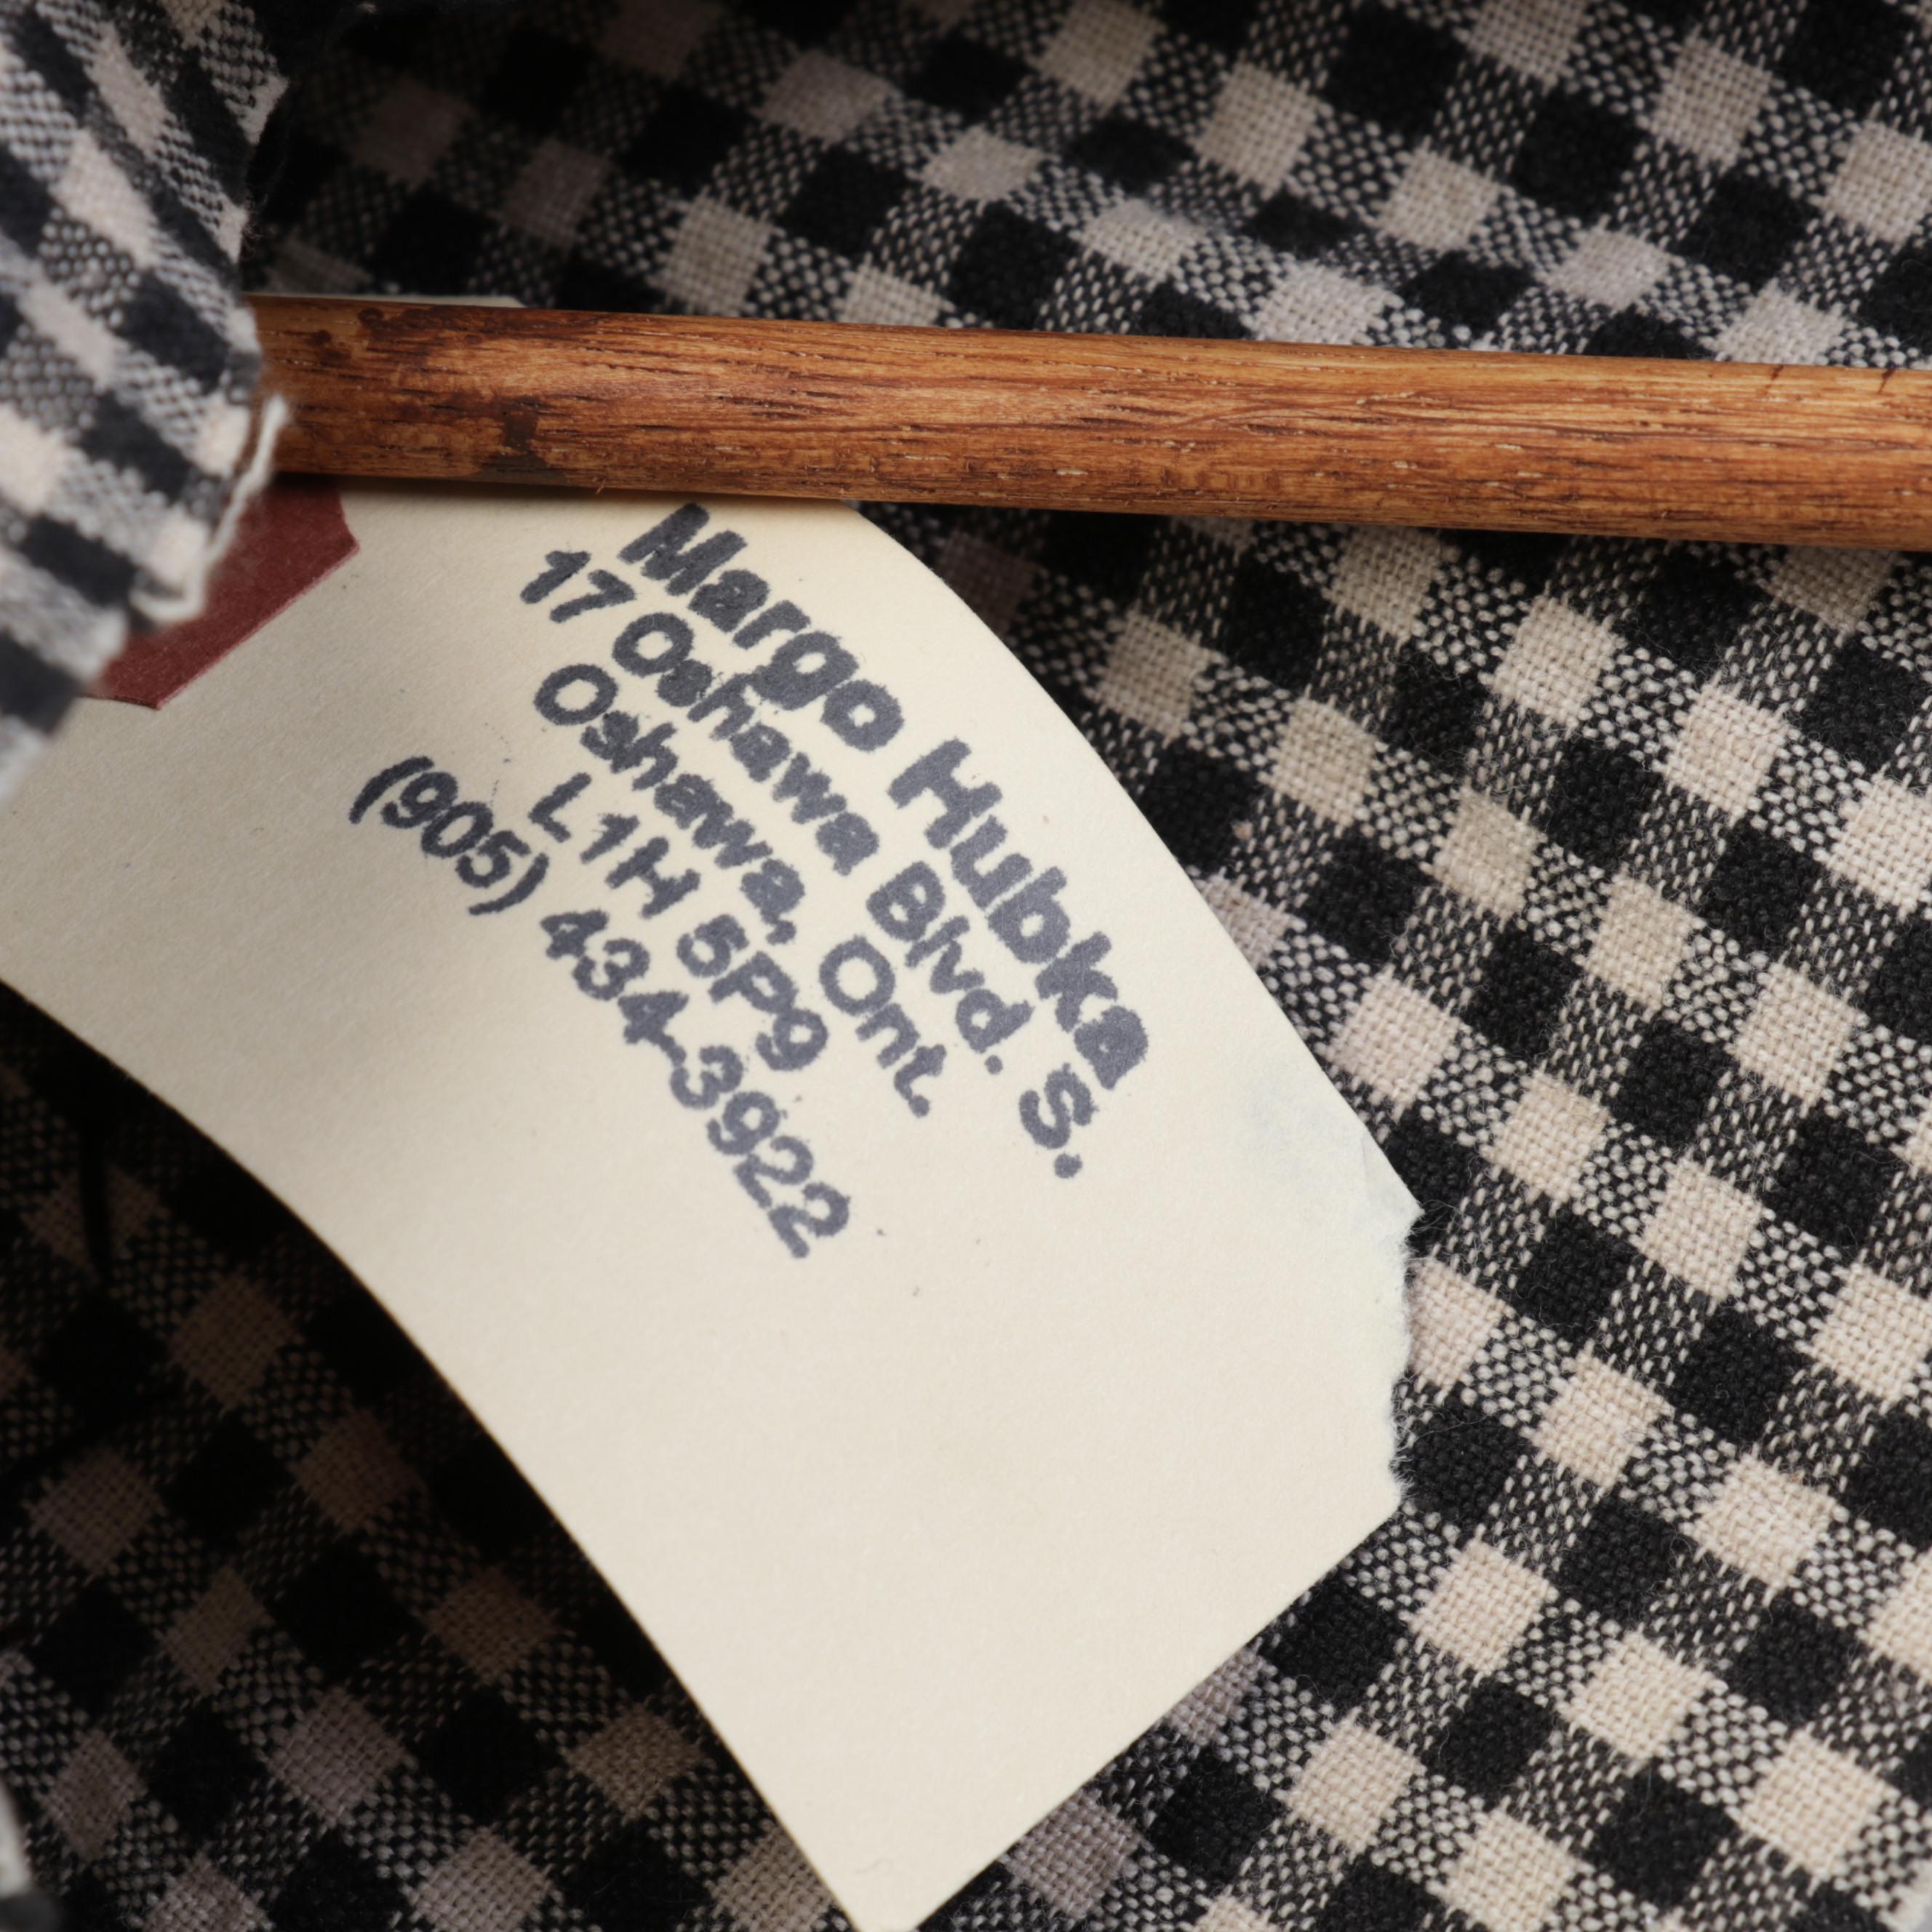 Margo Hubka
17 Oshawa Blvd. S.
Oshawa, Ont.
L1H 5P9
(905) 434-3922